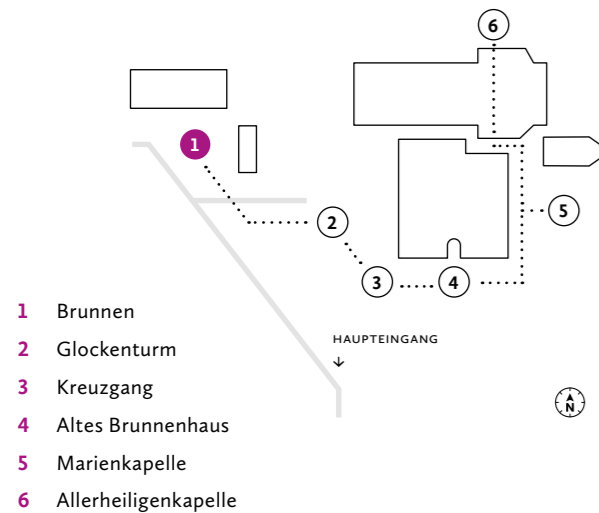 6
1
2
5
3
4
HAUPTEINGANG
N
1 Brunnen
2 Glockenturm
3 Kreuzgang
4 Altes Brunnenhaus
5 Marienkapelle
6 Allerheiligenkapelle